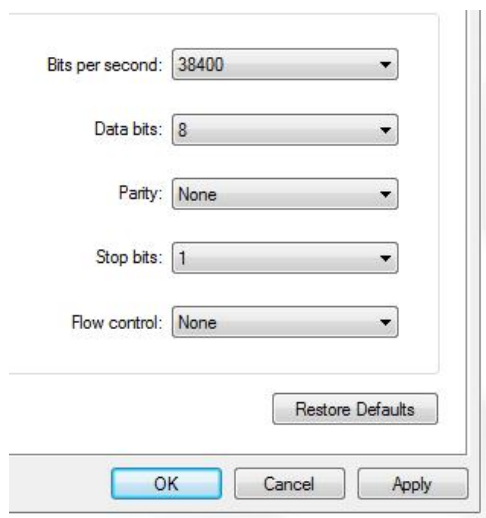 Bits per second: 38400
Data bits: 8
Parity: None
Stop bits: 1
Flow control: None
Restore Defaults
OK Cancel Apply